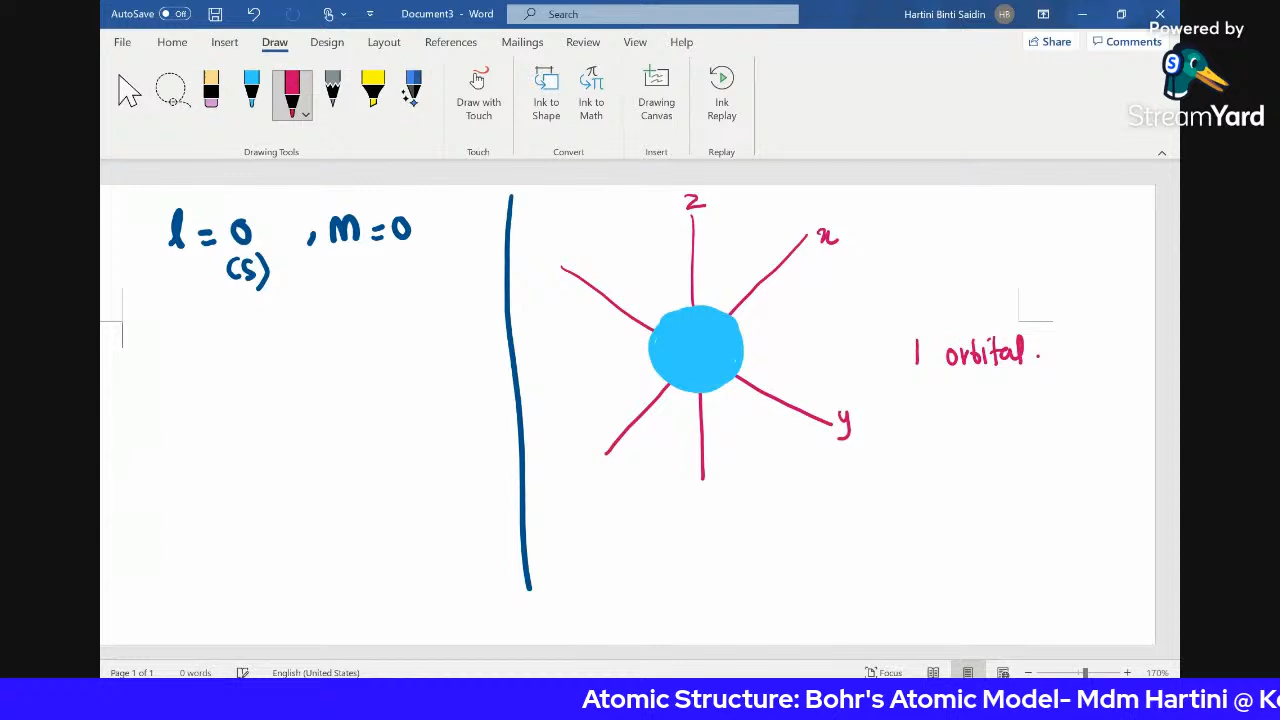 AutoSave Off
Document3 - Word
Search
Hartini Binti Saidin HB
Powered by
StreamYard
File Home Insert Draw Design Layout References Mailings Review View Help
Share Comments
Draw with Touch
Ink to Shape
Ink to Math
Drawing Canvas
Ink Replay
Drawing Tools Touch Convert Insert Replay
l = 0 , m = 0
(s)
z
x
y
1 orbital.
Page 1 of 1 0 words English (United States) Focus 170%
Atomic Structure: Bohr's Atomic Model- Mdm Hartini @ K